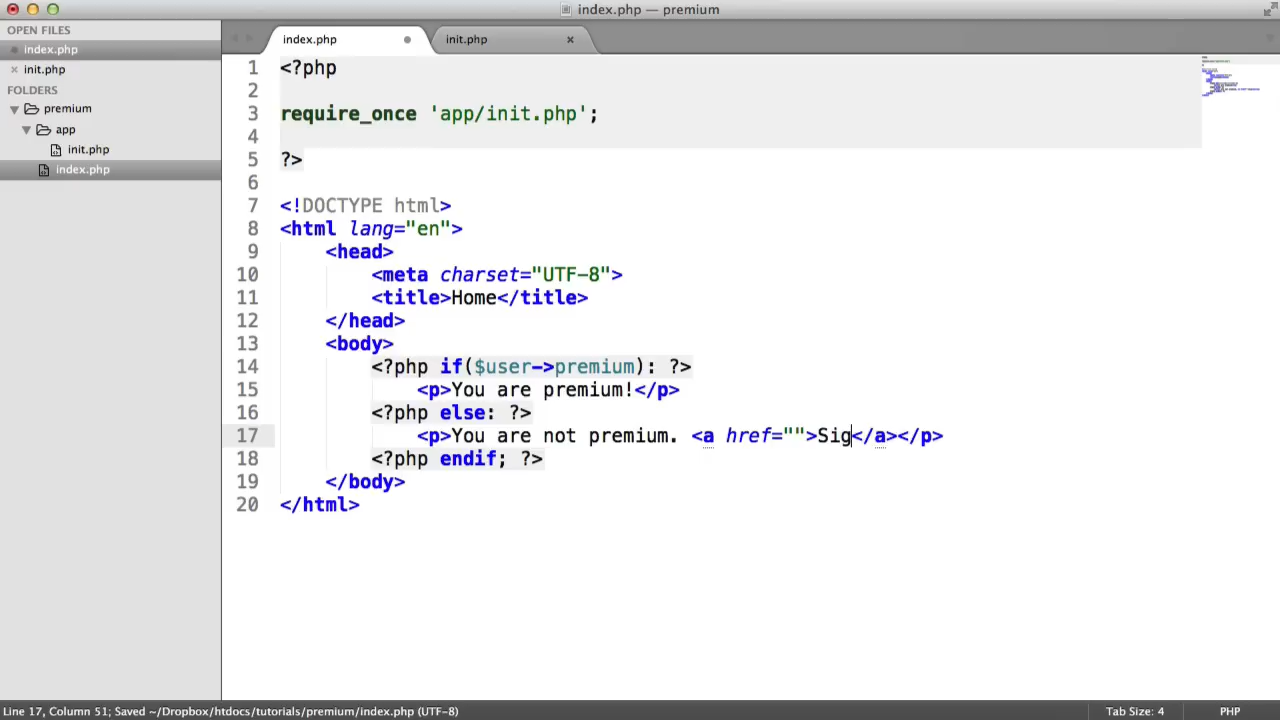 index.php — premium
OPEN FILES
index.php
init.php
FOLDERS
premium
app
init.php
index.php
index.php
init.php
1 <?php
2
3 require_once 'app/init.php';
4
5 ?>
6
7 <!DOCTYPE html>
8 <html lang="en">
9 <head>
10 <meta charset="UTF-8">
11 <title>Home</title>
12 </head>
13 <body>
14 <?php if($user->premium): ?>
15 <p>You are premium!</p>
16 <?php else: ?>
17 <p>You are not premium. <a href="">Sig</a></p>
18 <?php endif; ?>
19 </body>
20 </html>
Line 17, Column 51; Saved ~/Dropbox/htdocs/tutorials/premium/index.php (UTF-8)
Tab Size: 4
PHP